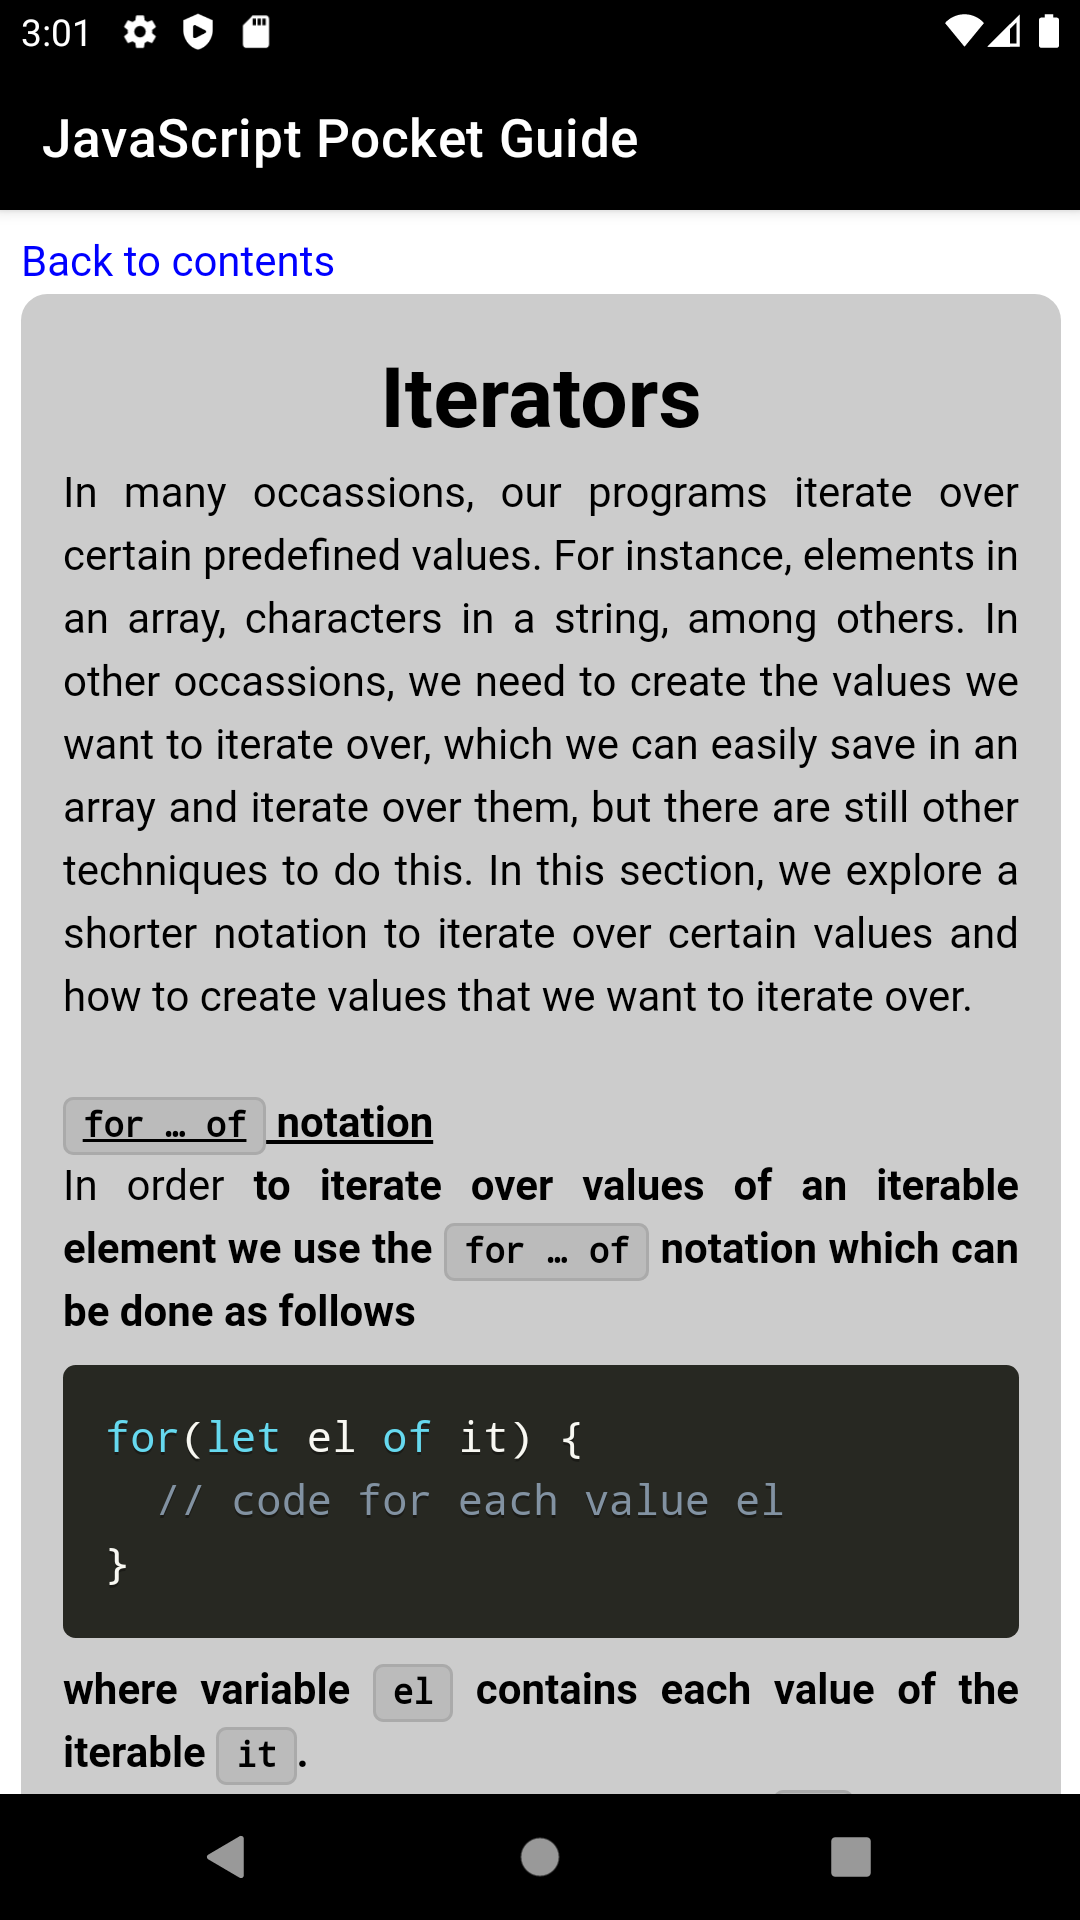 3:01
JavaScript Pocket Guide
Back to contents
Iterators
In many occassions, our programs iterate over
certain predefined values. For instance, elements in
an array, characters in a string, among others. In
other occassions, we need to create the values we
want to iterate over, which we can easily save in an
array and iterate over them, but there are still other
techniques to do this. In this section, we explore a
shorter notation to iterate over certain values and
how to create values that we want to iterate over.
for … of notation
In order to iterate over values of an iterable
element we use the for … of notation which can
be done as follows
for(let el of it) {
  // code for each value el
}
where variable el contains each value of the
iterable it.